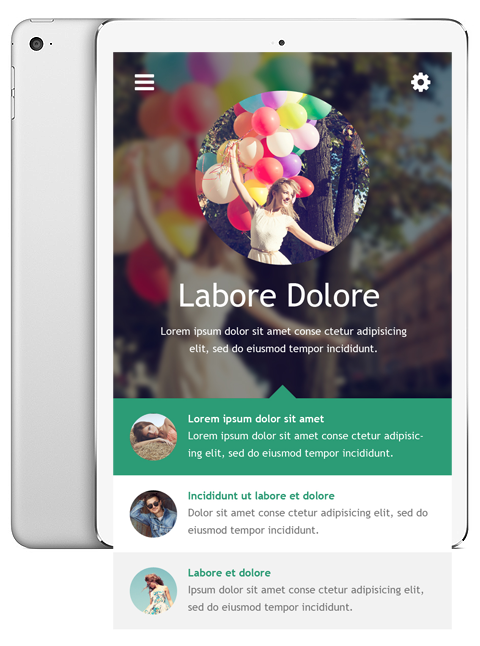 Labore Dolore
Lorem ipsum dolor sit amet conse ctetur adipisicing
elit, sed do eiusmod tempor incididunt.
Lorem ipsum dolor sit amet
Lorem ipsum dolor sit amet conse ctetur adipisic-
ing elit, sed do eiusmod tempor incididunt.
Incididunt ut labore et dolore
Dolor sit amet conse ctetur adipisicing elit, sed do
eiusmod tempor incididunt.
Labore et dolore
Ipsum dolor sit amet conse ctetur adipisicing elit,
sed do eiusmod tempor incididunt.